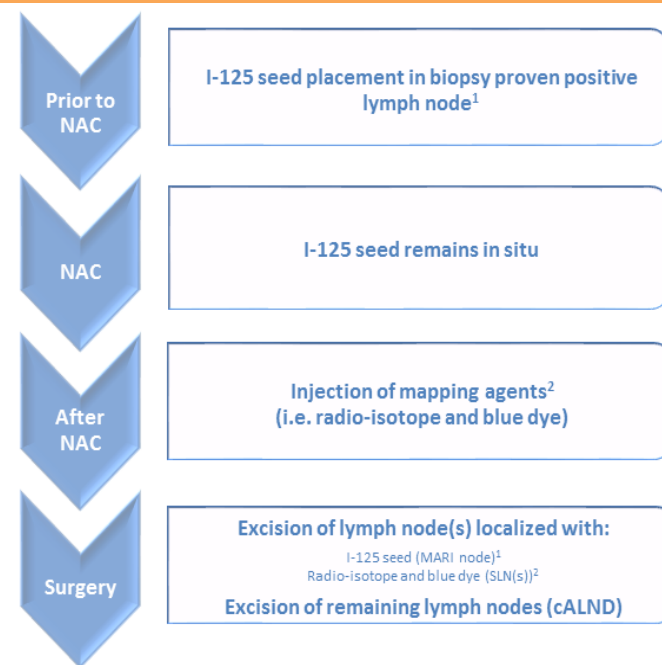 Prior to
NAC
I-125 seed placement in biopsy proven positive
lymph node¹
NAC
I-125 seed remains in situ
After
NAC
Injection of mapping agents²
(i.e. radio-isotope and blue dye)
Surgery
Excision of lymph node(s) localized with:
I-125 seed (MARI node)¹
Radio-isotope and blue dye (SLN(s))²
Excision of remaining lymph nodes (cALND)